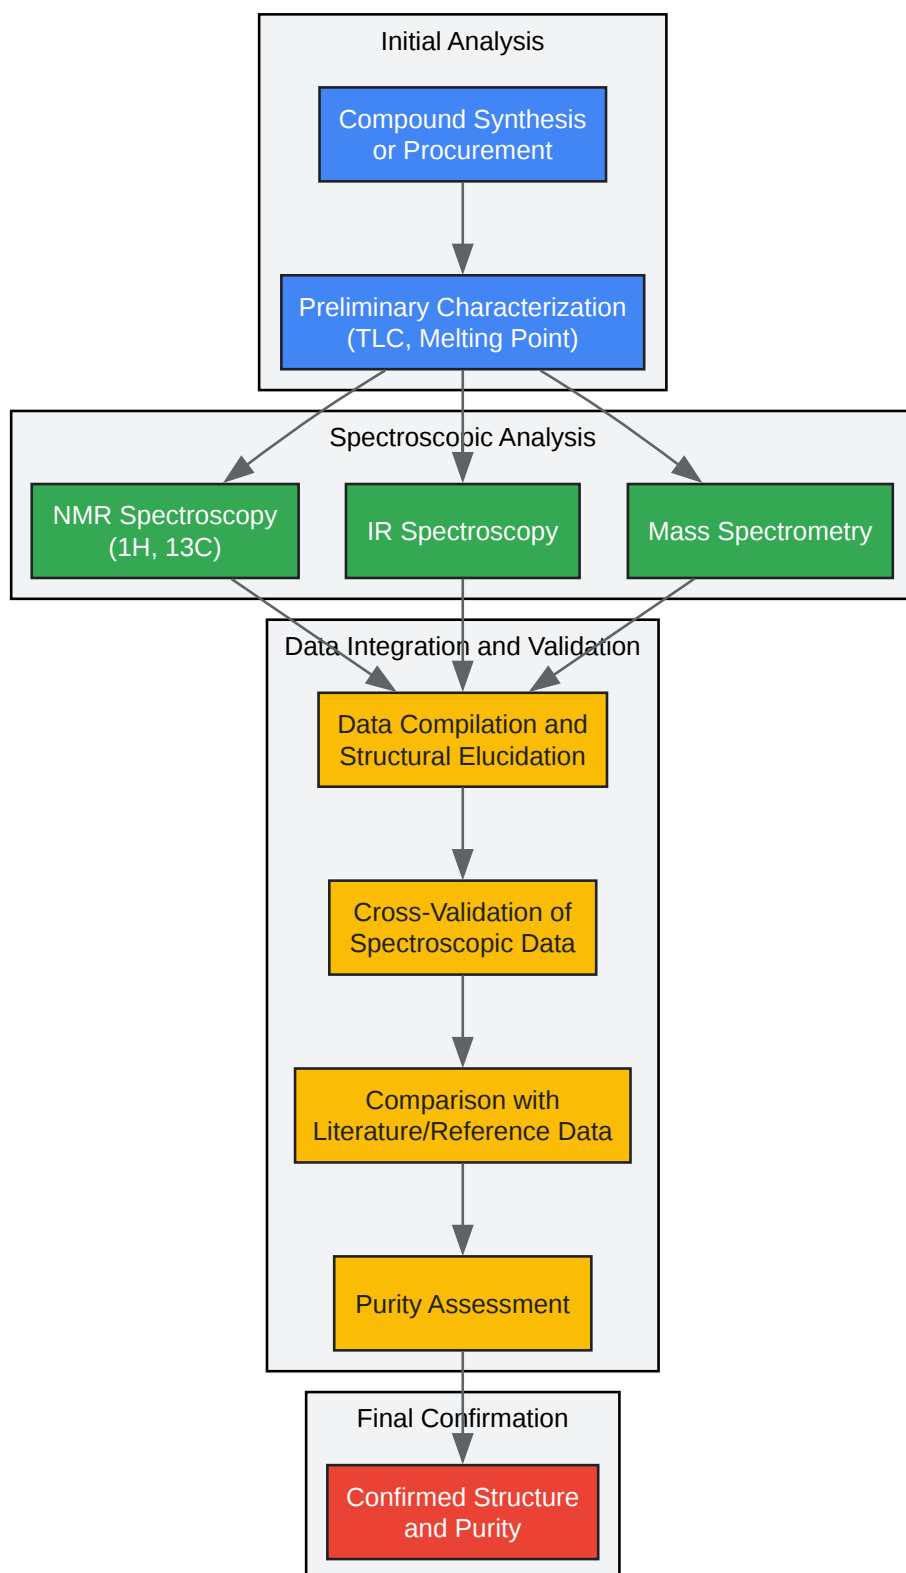 Initial Analysis
Compound Synthesis
or Procurement
Preliminary Characterization
(TLC, Melting Point)
Spectroscopic Analysis
NMR Spectroscopy
(1H, 13C)
IR Spectroscopy
Mass Spectrometry
Data Integration and Validation
Data Compilation and
Structural Elucidation
Cross-Validation of
Spectroscopic Data
Comparison with
Literature/Reference Data
Purity Assessment
Final Confirmation
Confirmed Structure
and Purity